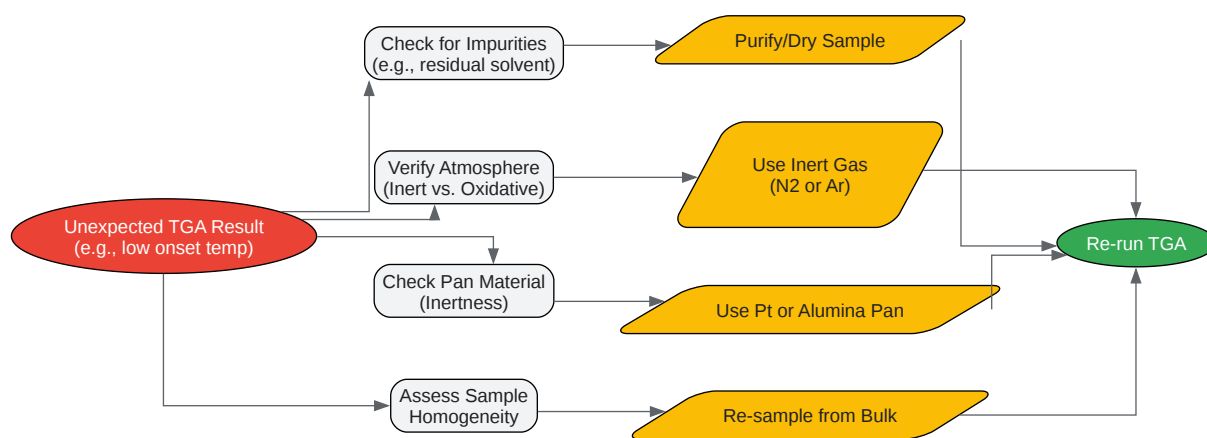 Check for Impurities
(e.g., residual solvent)
Purify/Dry Sample
Verify Atmosphere
(Inert vs. Oxidative)
Use Inert Gas
(N2 or Ar)
Unexpected TGA Result
(e.g., low onset temp)
Re-run TGA
Check Pan Material
(Inertness)
Use Pt or Alumina Pan
Assess Sample
Homogeneity
Re-sample from Bulk